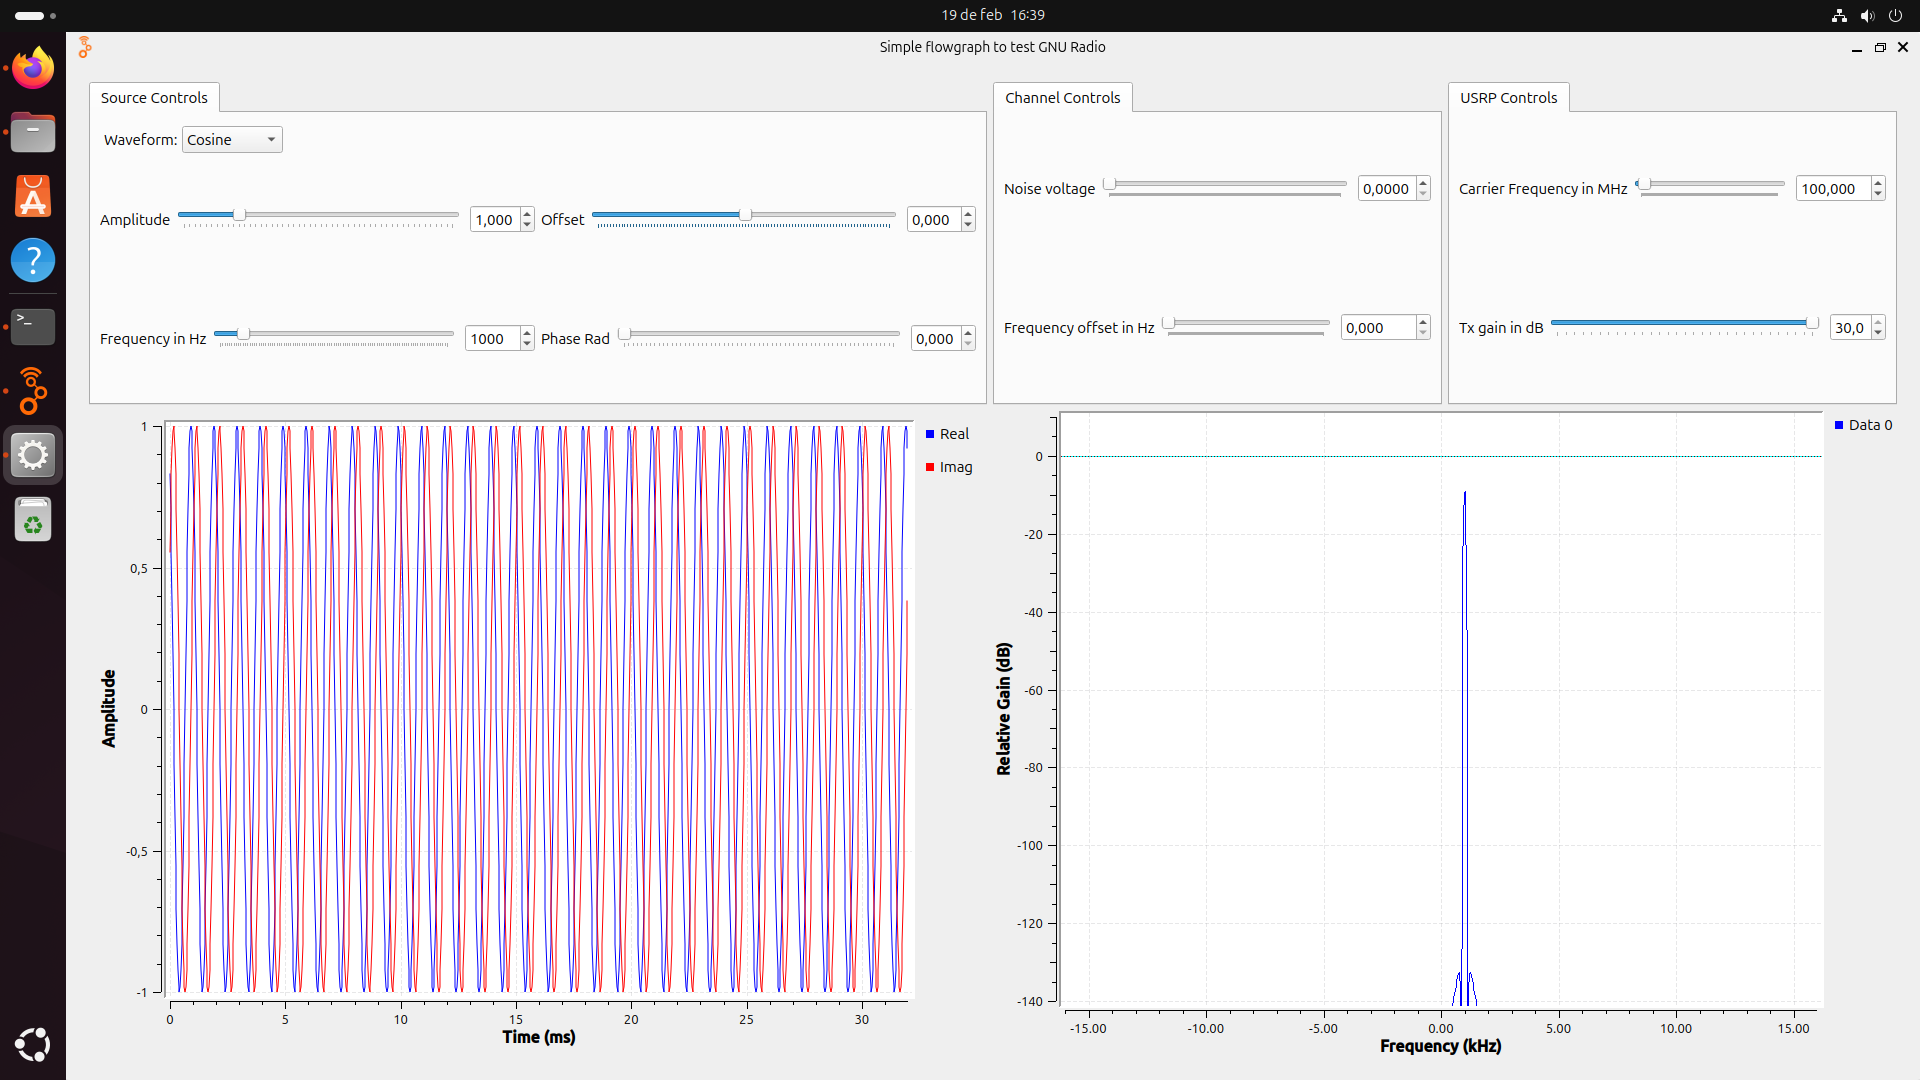 19 de feb 16:39
Simple flowgraph to test GNU Radio
Source Controls
Waveform: Cosine
Amplitude 1,000 Offset 0,000
Frequency in Hz 1000 Phase Rad 0,000
Channel Controls
Noise voltage 0,0000
Frequency offset in Hz 0,000
USRP Controls
Carrier Frequency in MHz 100,000
Tx gain in dB 30,0
Amplitude
1
0,5
0
-0,5
-1
0 5 10 15 20 25 30
Time (ms)
Real
Imag
Relative Gain (dB)
0
-20
-40
-60
-80
-100
-120
-140
-15.00 -10.00 -5.00 0.00 5.00 10.00 15.00
Frequency (kHz)
Data 0